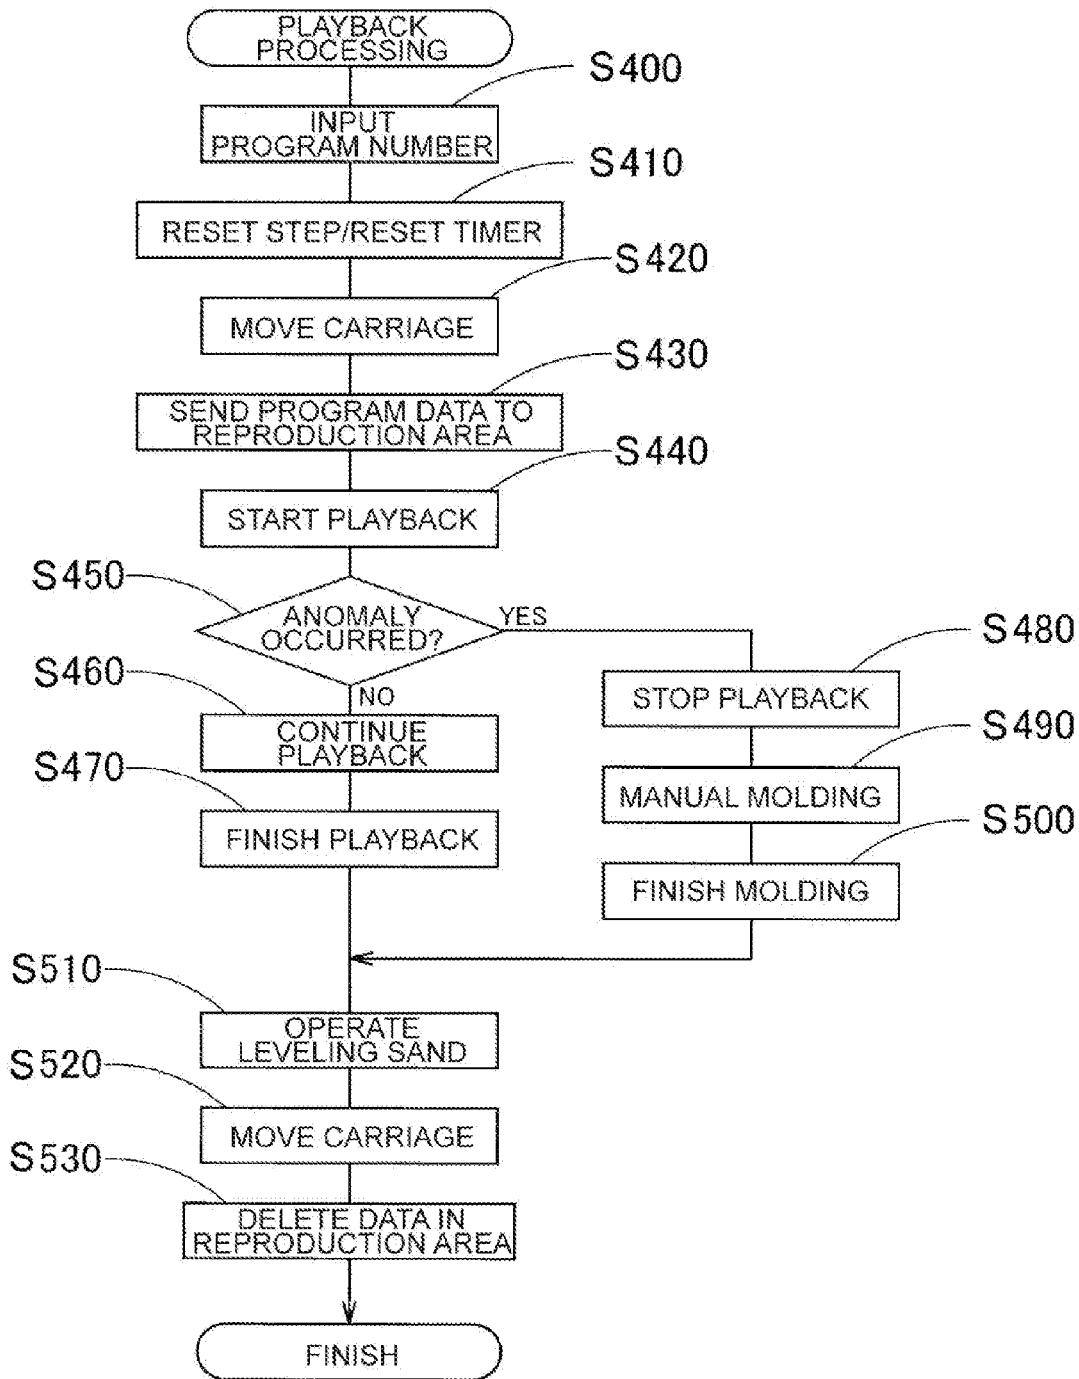 PLAYBACK
PROCESSING
S400
INPUT
PROGRAM NUMBER
S410
RESET STEP/RESET TIMER
S420
MOVE CARRIAGE
S430
SEND PROGRAM DATA TO
REPRODUCTION AREA
S440
START PLAYBACK
S450
ANOMALY
OCCURRED?
YES
NO
S460
CONTINUE
PLAYBACK
S470
FINISH PLAYBACK
S480
STOP PLAYBACK
S490
MANUAL MOLDING
S500
FINISH MOLDING
S510
OPERATE
LEVELING SAND
S520
MOVE CARRIAGE
S530
DELETE DATA IN
REPRODUCTION AREA
FINISH